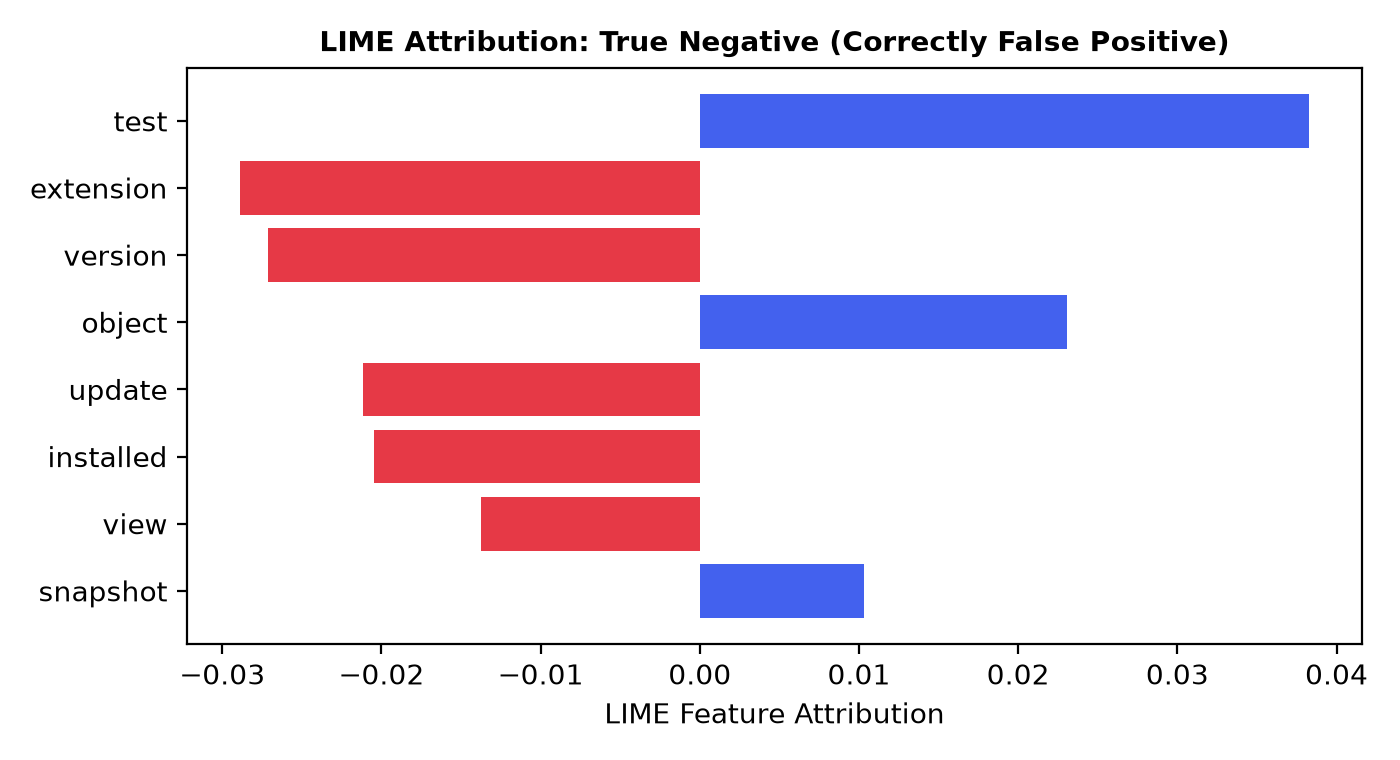 LIME Attribution: True Negative (Correctly False Positive)
test
extension
version
object
update
installed
view
snapshot
−0.03 −0.02 −0.01 0.00 0.01 0.02 0.03 0.04
LIME Feature Attribution